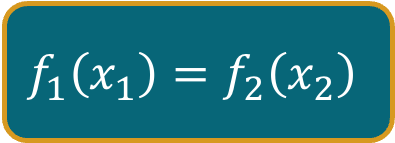 f₁(x₁) = f₂(x₂)